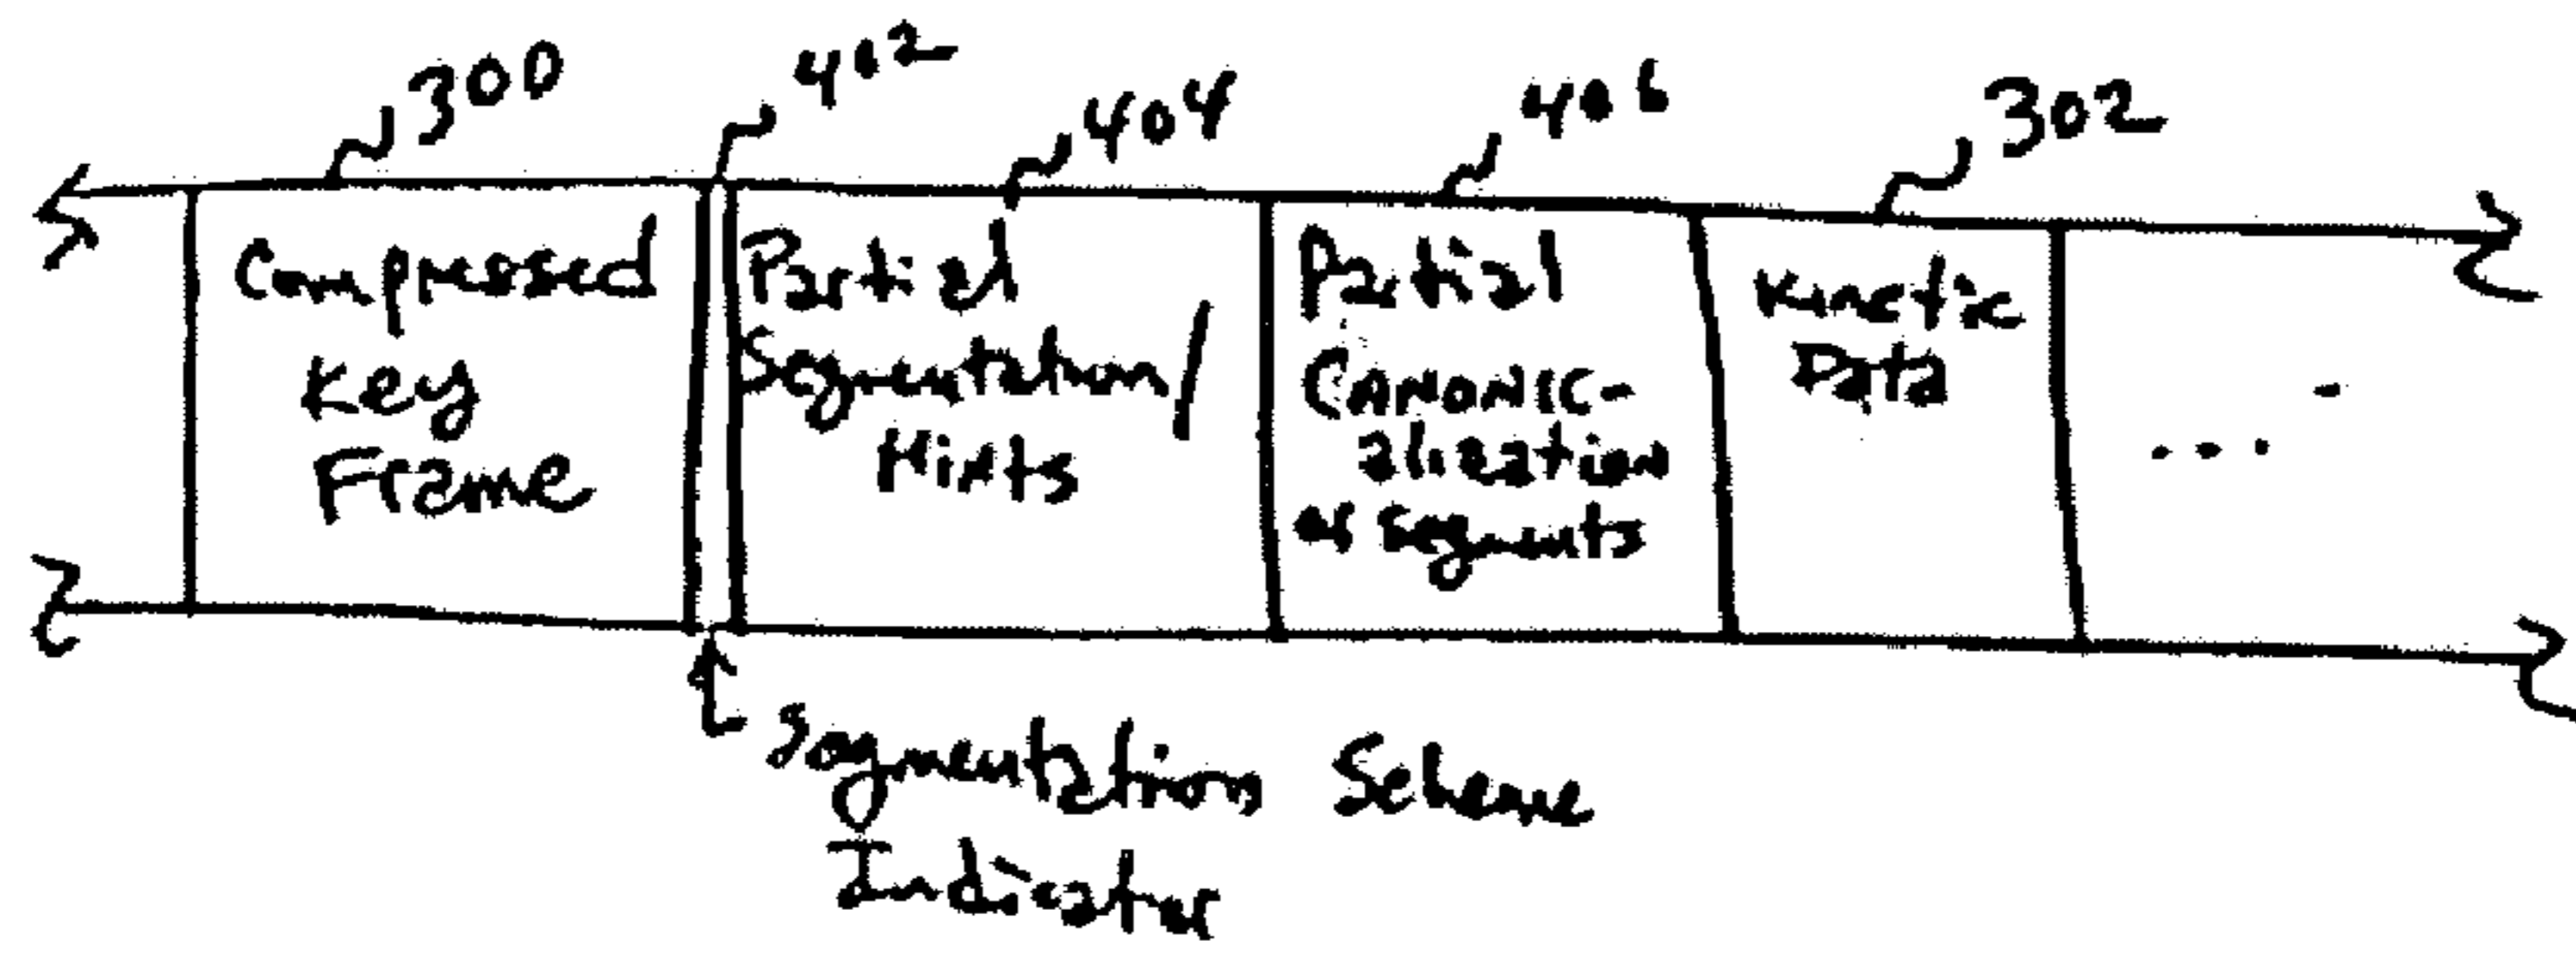 300
402
404
406
302
Compressed
Key
Frame
Partial
Segmentation/
Hints
Partial
CANONIC-
alization
of segments
Kinetic
Data
....
Segmentation Scheme
Indicator